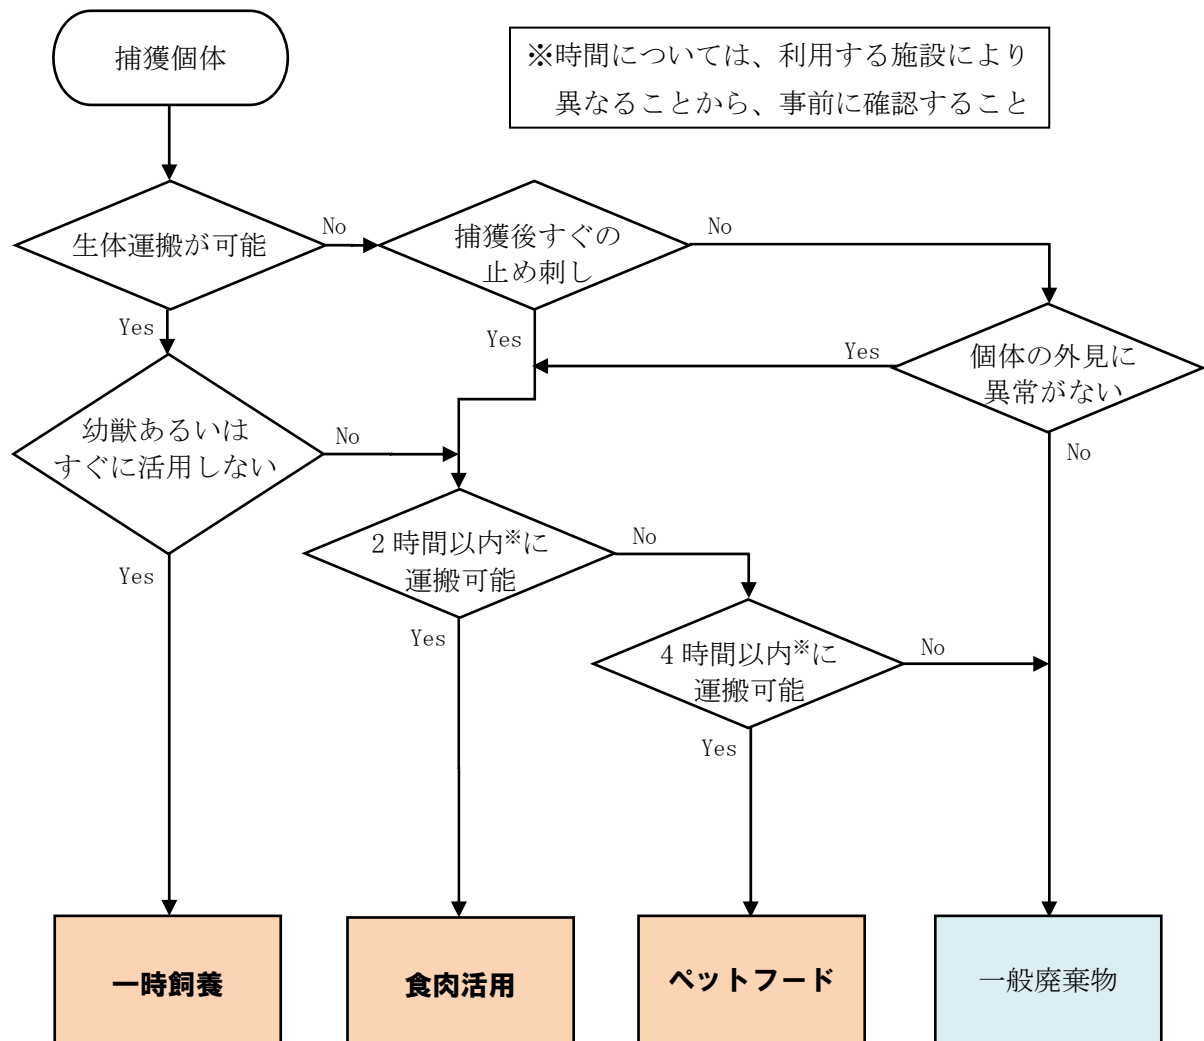 捕獲個体
※時間については、利用する施設により
異なることから、事前に確認すること
生体運搬が可能
No
捕獲後すぐの
止め刺し
No
Yes
Yes
Yes
個体の外見に
異常がない
幼獣あるいは
すぐに活用しない
No
No
2時間以内※に
運搬可能
No
Yes
Yes
4時間以内※に
運搬可能
No
Yes
一時飼養
食肉活用
ペットフード
一般廃棄物